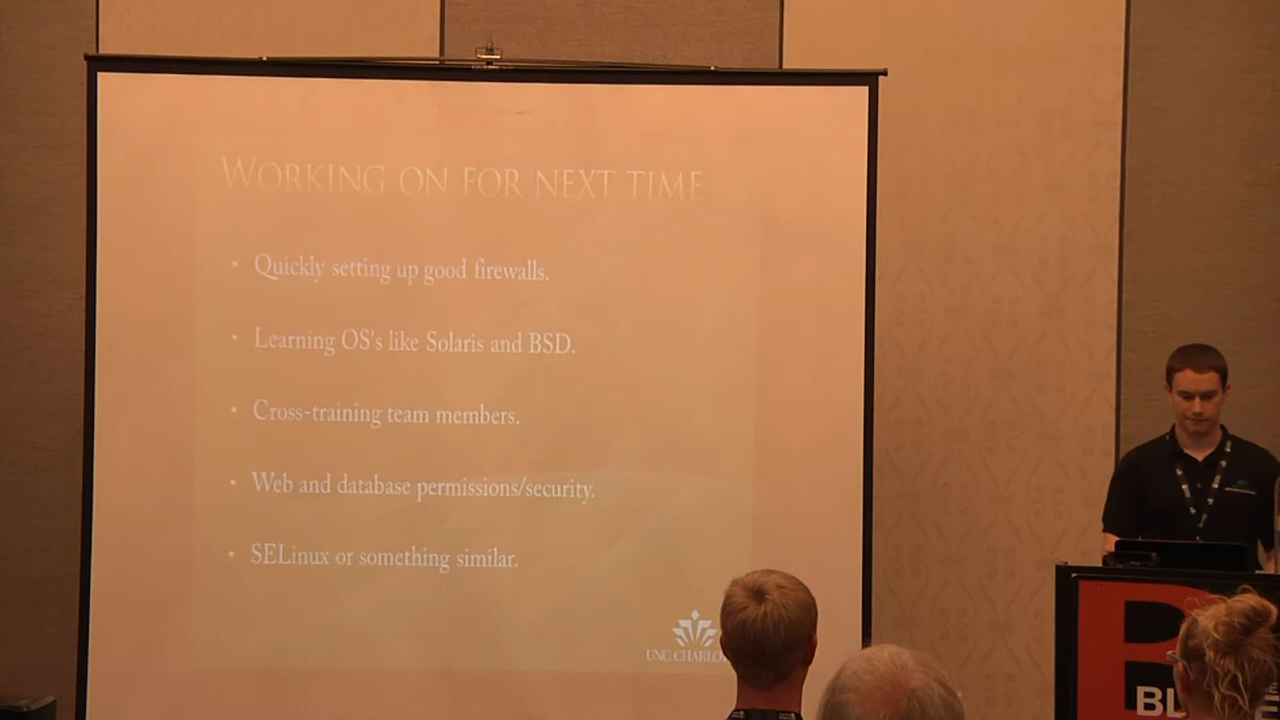 WORKING ON FOR NEXT TIME
• Quickly setting up good firewalls.
• Learning OS's like Solaris and BSD.
• Cross-training team members.
• Web and database permissions/security.
• SELinux or something similar.
UNC CHARLO
B
BL